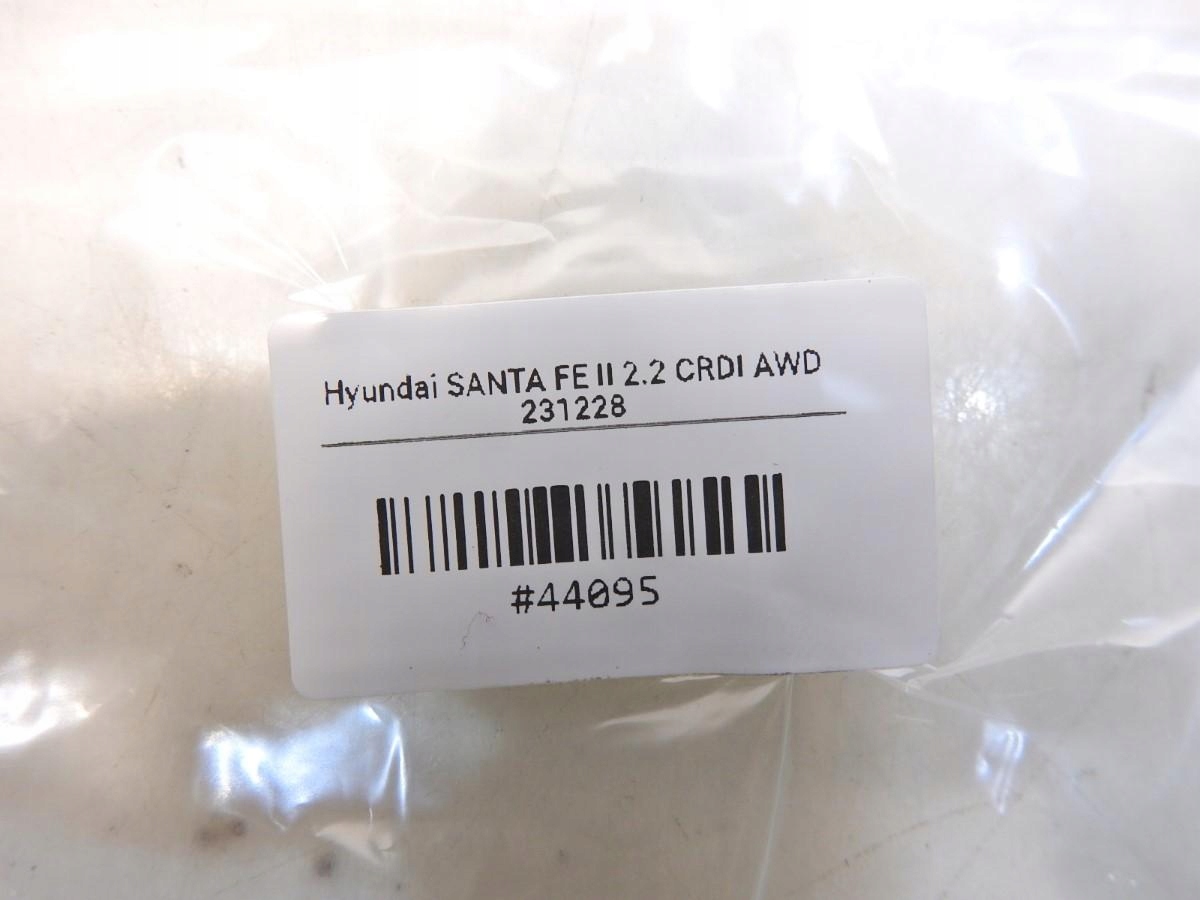 Hyundai SANTA FE II 2.2 CRDI AWD
231228
#44095